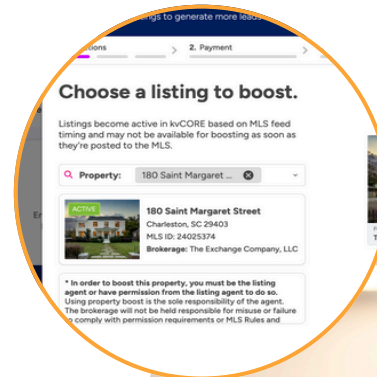 ngs to generate more leads
tions > 2. Payment >
Choose a listing to boost.
Listings become active in kvCORE based on MLS feed
timing and may not be available for boosting as soon as
they're posted to the MLS.
Property: 180 Saint Margaret ...
ACTIVE
180 Saint Margaret Street
Charleston, SC 29403
MLS ID: 24025374
Brokerage: The Exchange Company, LLC
* In order to boost this property, you must be the listing
agent or have permission from the listing agent to do so.
Using property boost is the sole responsibility of the agent.
The brokerage will not be held responsible for misuse or failure
to comply with permission requirements or MLS Rules and